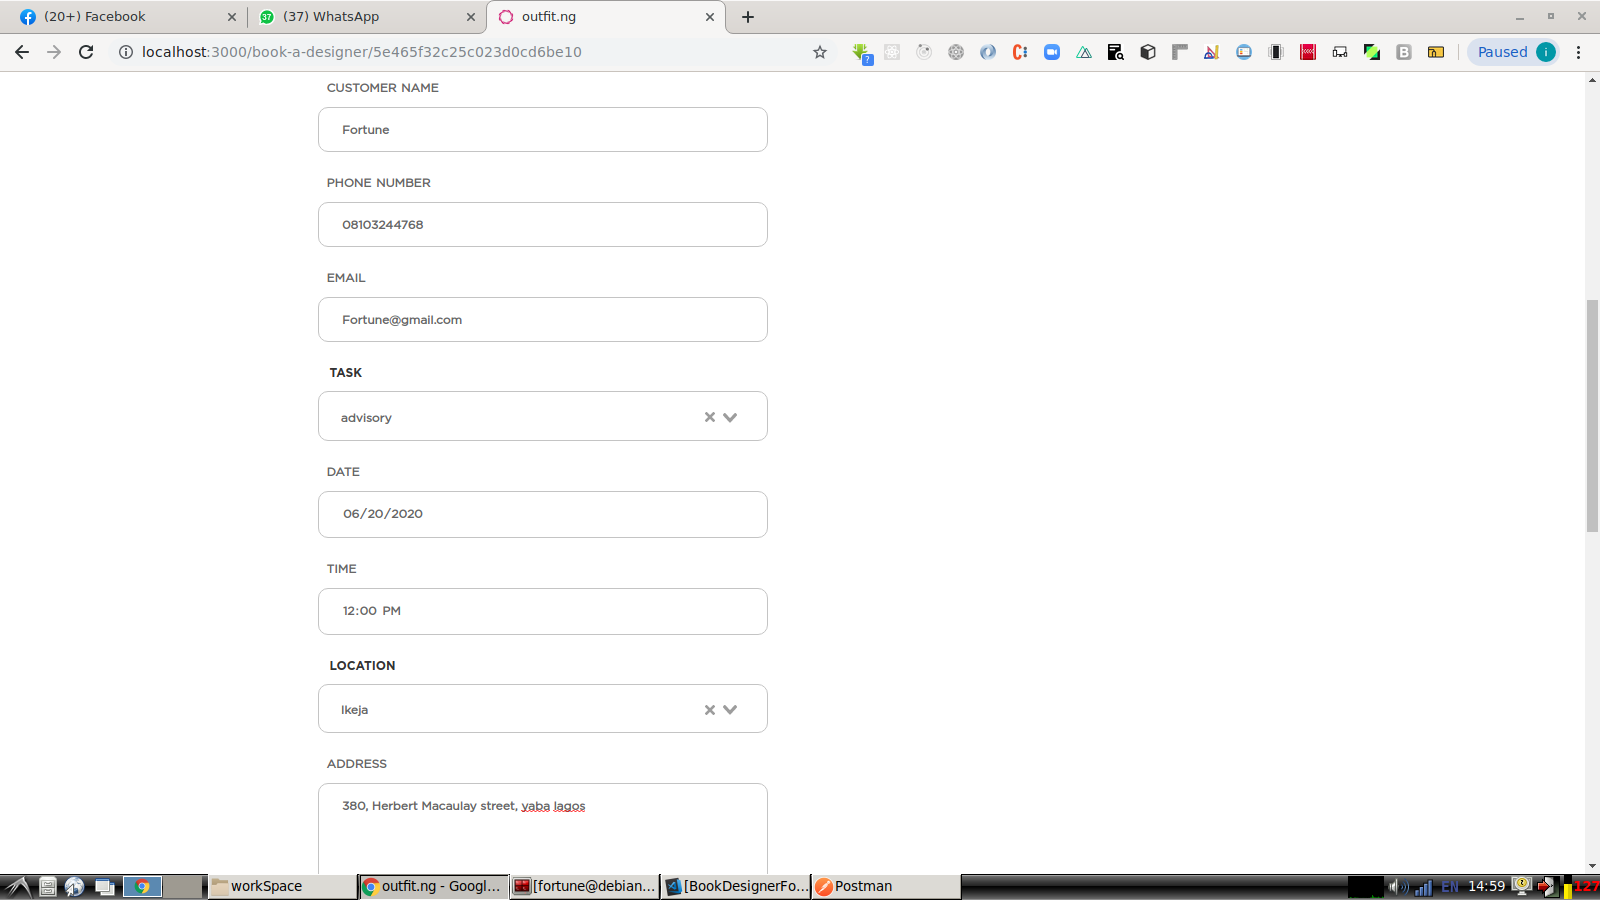 (20+) Facebook
(37) WhatsApp
outfit.ng
localhost:3000/book-a-designer/5e465f32c25c023d0cd6be10
Paused
i
CUSTOMER NAME
Fortune
PHONE NUMBER
08103244768
EMAIL
Fortune@gmail.com
TASK
advisory
DATE
06/20/2020
TIME
12:00 PM
LOCATION
Ikeja
ADDRESS
380, Herbert Macaulay street, yaba lagos
workSpace
outfit.ng - Googl...
[fortune@debian...
[BookDesignerFo...
Postman
EN
14:59
127